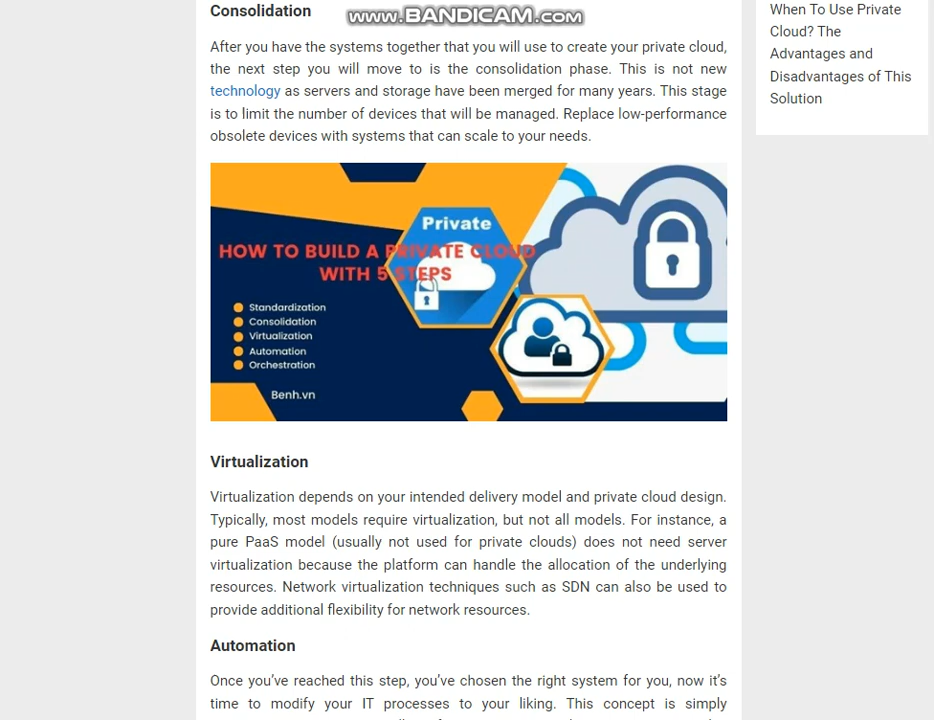 Consolidation
www.BANDICAM.com
After you have the systems together that you will use to create your private cloud,
the next step you will move to is the consolidation phase. This is not new
technology as servers and storage have been merged for many years. This stage
is to limit the number of devices that will be managed. Replace low-performance
obsolete devices with systems that can scale to your needs.
Private
HOW TO BUILD A PRIVATE CLOUD
WITH 5 STEPS
Standardization
Consolidation
Virtualization
Automation
Orchestration
Benh.vn
Virtualization
Virtualization depends on your intended delivery model and private cloud design.
Typically, most models require virtualization, but not all models. For instance, a
pure PaaS model (usually not used for private clouds) does not need server
virtualization because the platform can handle the allocation of the underlying
resources. Network virtualization techniques such as SDN can also be used to
provide additional flexibility for network resources.
Automation
Once you've reached this step, you've chosen the right system for you, now it's
time to modify your IT processes to your liking. This concept is simply
When To Use Private
Cloud? The
Advantages and
Disadvantages of This
Solution